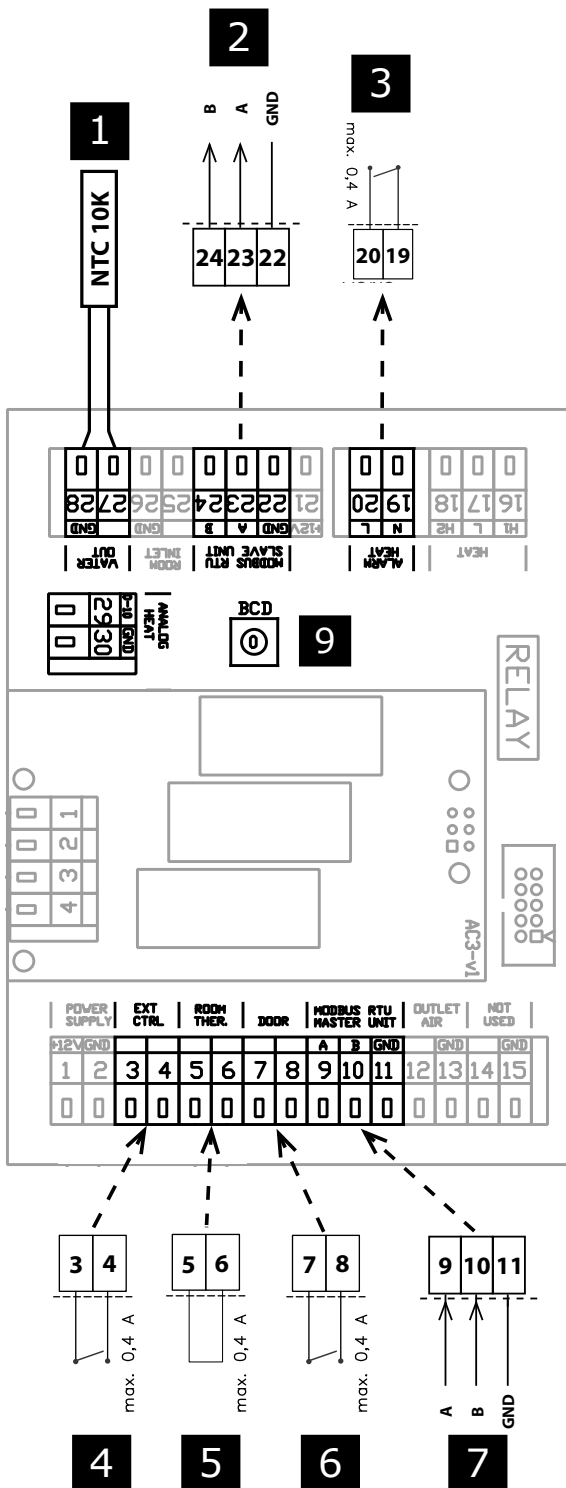 2
3
1
B A GND
max. 0,4 A
NTC 10K
24 23 22
20 19
28 27 26 25 24 23 22 21
20 19 18 17 16
GND GND B A GND +12V
L N H2 L H1
VATER OUT
ROOM INLET
MODBUS RTU SLAVE UNIT
ALARM HEAT
HEAT
29 30
0-10 GND
ANALOG HEAT
BCD
0
9
RELAY
1
2
3
4
AC3-v1
POWER SUPPLY
EXT CTRL
ROOM THER.
DOOR
MODBUS RTU MASTER UNIT
OUTLET AIR
NOT USED
+12V GND A B GND GND GND
1 2 3 4 5 6 7 8 9 10 11 12 13 14 15
3 4
5 6
7 8
9 10 11
max. 0,4 A
max. 0,4 A
max. 0,4 A
A B GND
4
5
6
7